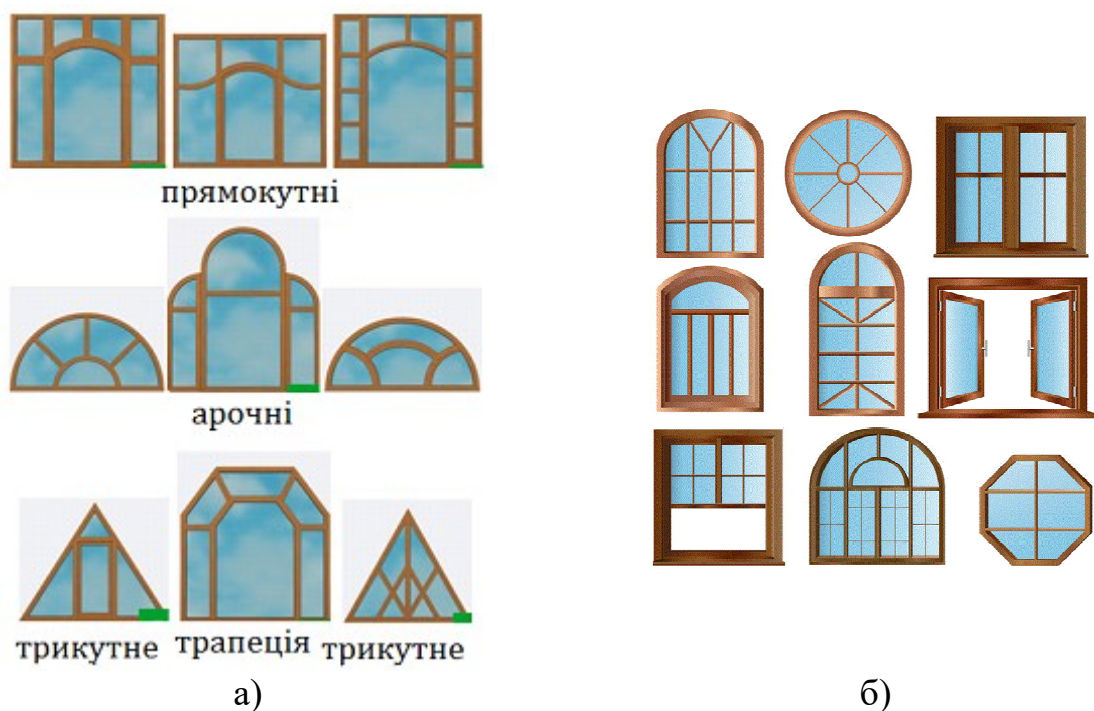 прямокутні
арочні
трикутне трапеція трикутне
а) б)